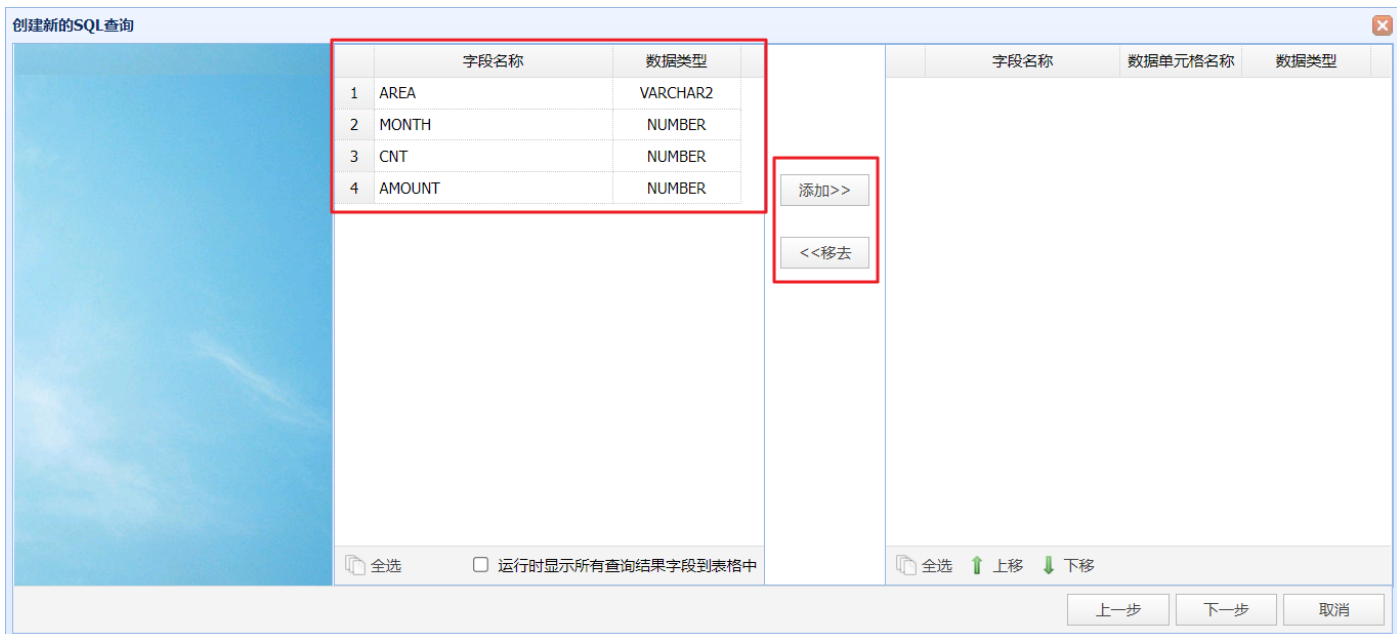 创建新的SQL查询
字段名称 数据类型
1 AREA VARCHAR2
2 MONTH NUMBER
3 CNT NUMBER
4 AMOUNT NUMBER
全选 运行时显示所有查询结果字段到表格中
添加>>
<<移去
字段名称 数据单元格名称 数据类型
全选 上移 下移
上一步 下一步 取消